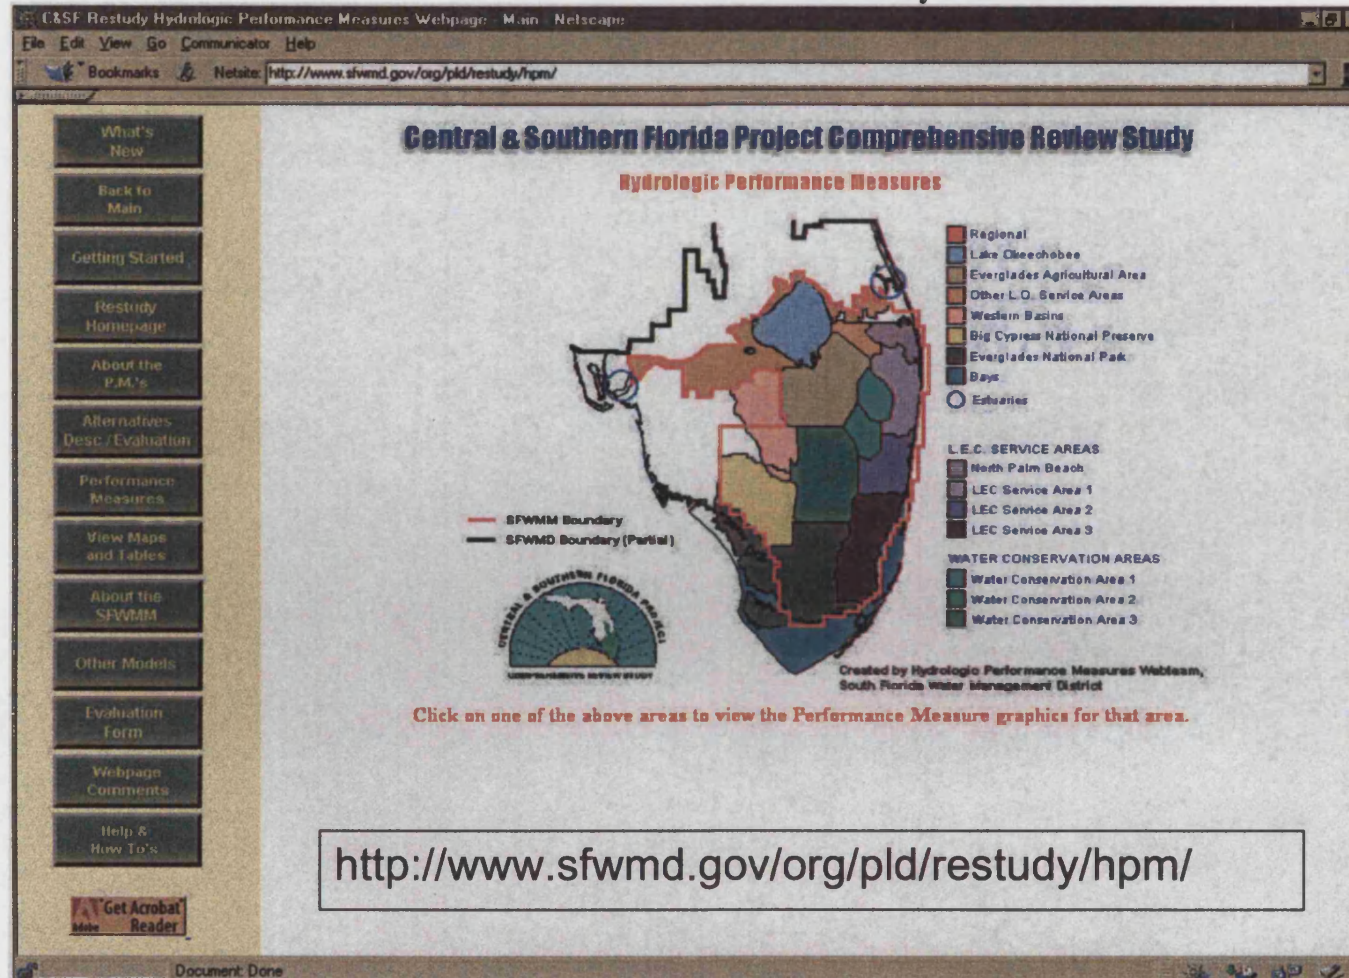 C&SF Restudy Hydrologic Performance Measures Webpage - Main - Netscape
File Edit View Go Communicator Help
Bookmarks Netsite: http://www.sfwmd.gov/org/pld/restudy/hpm/
What's
New
Back to
Main
Getting Started
Restudy
Homepage
About the
P.M.'s
Alternatives
Desc./Evaluation
Performance
Measures
View Maps
and Tables
About the
SFWMM
Other Models
Evaluation
Form
Webpage
Comments
Help &
How To's
Get Acrobat
Adobe Reader
Central & Southern Florida Project Comprehensive Review Study
Hydrologic Performance Measures
Regional
Lake Okeechobee
Everglades Agricultural Area
Other L.O. Service Areas
Western Basins
Big Cypress National Preserve
Everglades National Park
Bays
Estuaries
L.E.C. SERVICE AREAS
North Palm Beach
LEC Service Area 1
LEC Service Area 2
LEC Service Area 3
WATER CONSERVATION AREAS
Water Conservation Area 1
Water Conservation Area 2
Water Conservation Area 3
SFWMM Boundary
SFWMD Boundary (Partial)
CENTRAL & SOUTHERN FLORIDA PROJECT
COMPREHENSIVE REVIEW STUDY
Created by Hydrologic Performance Measures Webteam,
South Florida Water Management District
Click on one of the above areas to view the Performance Measure graphics for that area.
http://www.sfwmd.gov/org/pld/restudy/hpm/
Document: Done